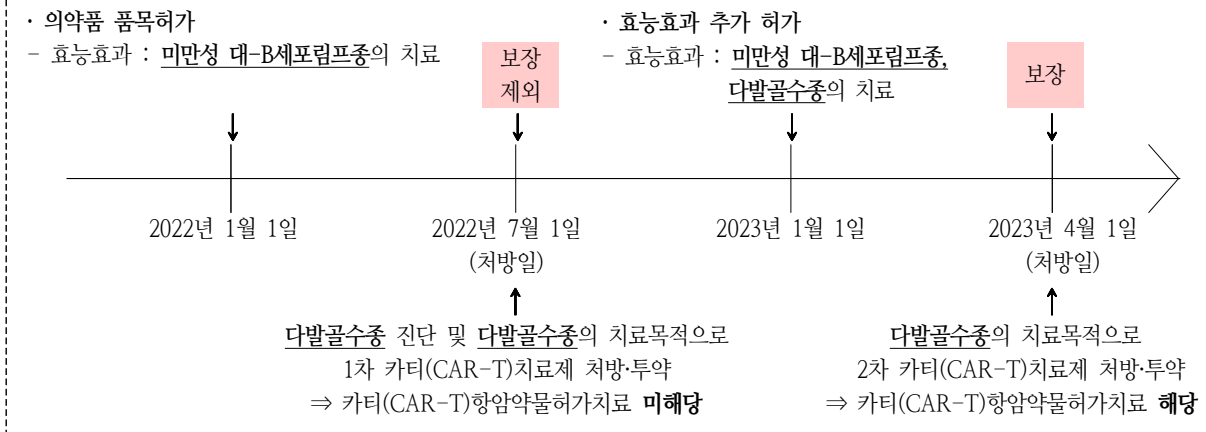 · 의약품 품목허가
- 효능효과 : 미만성 대-B세포림프종의 치료
보장
제외
· 효능효과 추가 허가
- 효능효과 : 미만성 대-B세포림프종,
다발골수종의 치료
보장
2022년 1월 1일
2022년 7월 1일
(처방일)
2023년 1월 1일
2023년 4월 1일
(처방일)
다발골수종 진단 및 다발골수종의 치료목적으로
1차 카티(CAR-T)치료제 처방·투약
⇒ 카티(CAR-T)항암약물허가치료 미해당
다발골수종의 치료목적으로
2차 카티(CAR-T)치료제 처방·투약
⇒ 카티(CAR-T)항암약물허가치료 해당